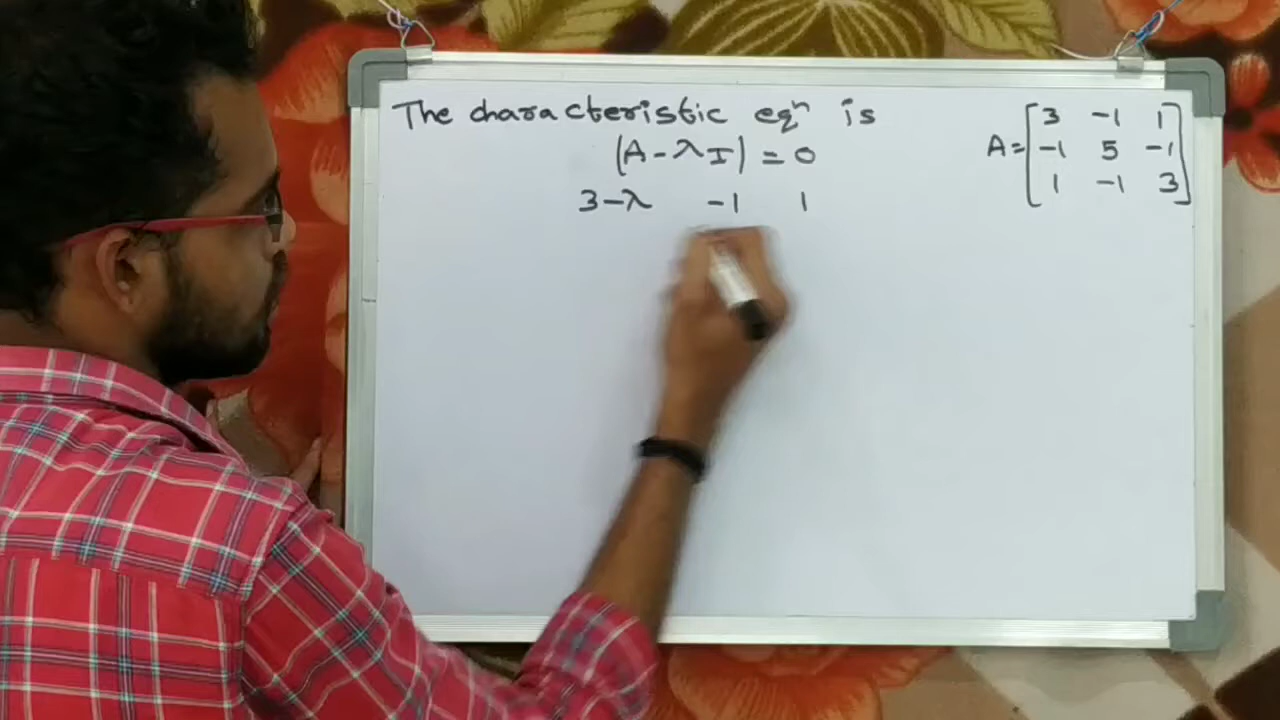 The characteristic eqⁿ is
|A-λI| = 0
3-λ -1 1
A= [3 -1 1
-1 5 -1
1 -1 3]